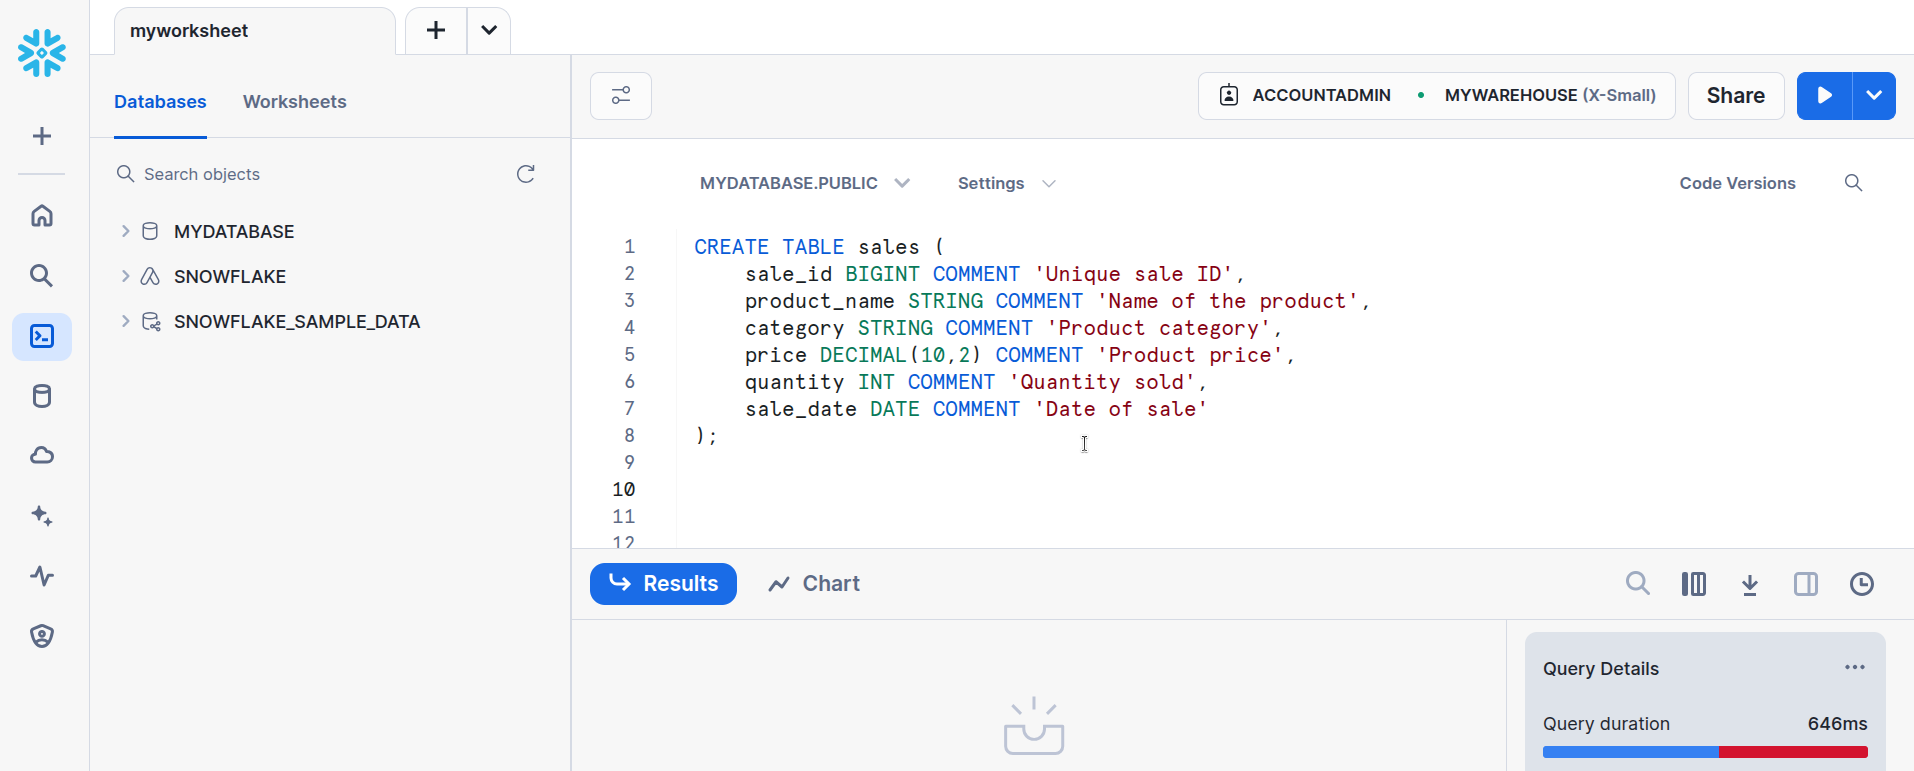 myworksheet
Databases Worksheets
ACCOUNTADMIN • MYWAREHOUSE (X-Small) Share
Search objects
MYDATABASE
SNOWFLAKE
SNOWFLAKE_SAMPLE_DATA
MYDATABASE.PUBLIC Settings Code Versions
1 CREATE TABLE sales (
2     sale_id BIGINT COMMENT 'Unique sale ID',
3     product_name STRING COMMENT 'Name of the product',
4     category STRING COMMENT 'Product category',
5     price DECIMAL(10,2) COMMENT 'Product price',
6     quantity INT COMMENT 'Quantity sold',
7     sale_date DATE COMMENT 'Date of sale'
8 );
9
10
11
12
Results Chart
Query Details ...
Query duration 646ms